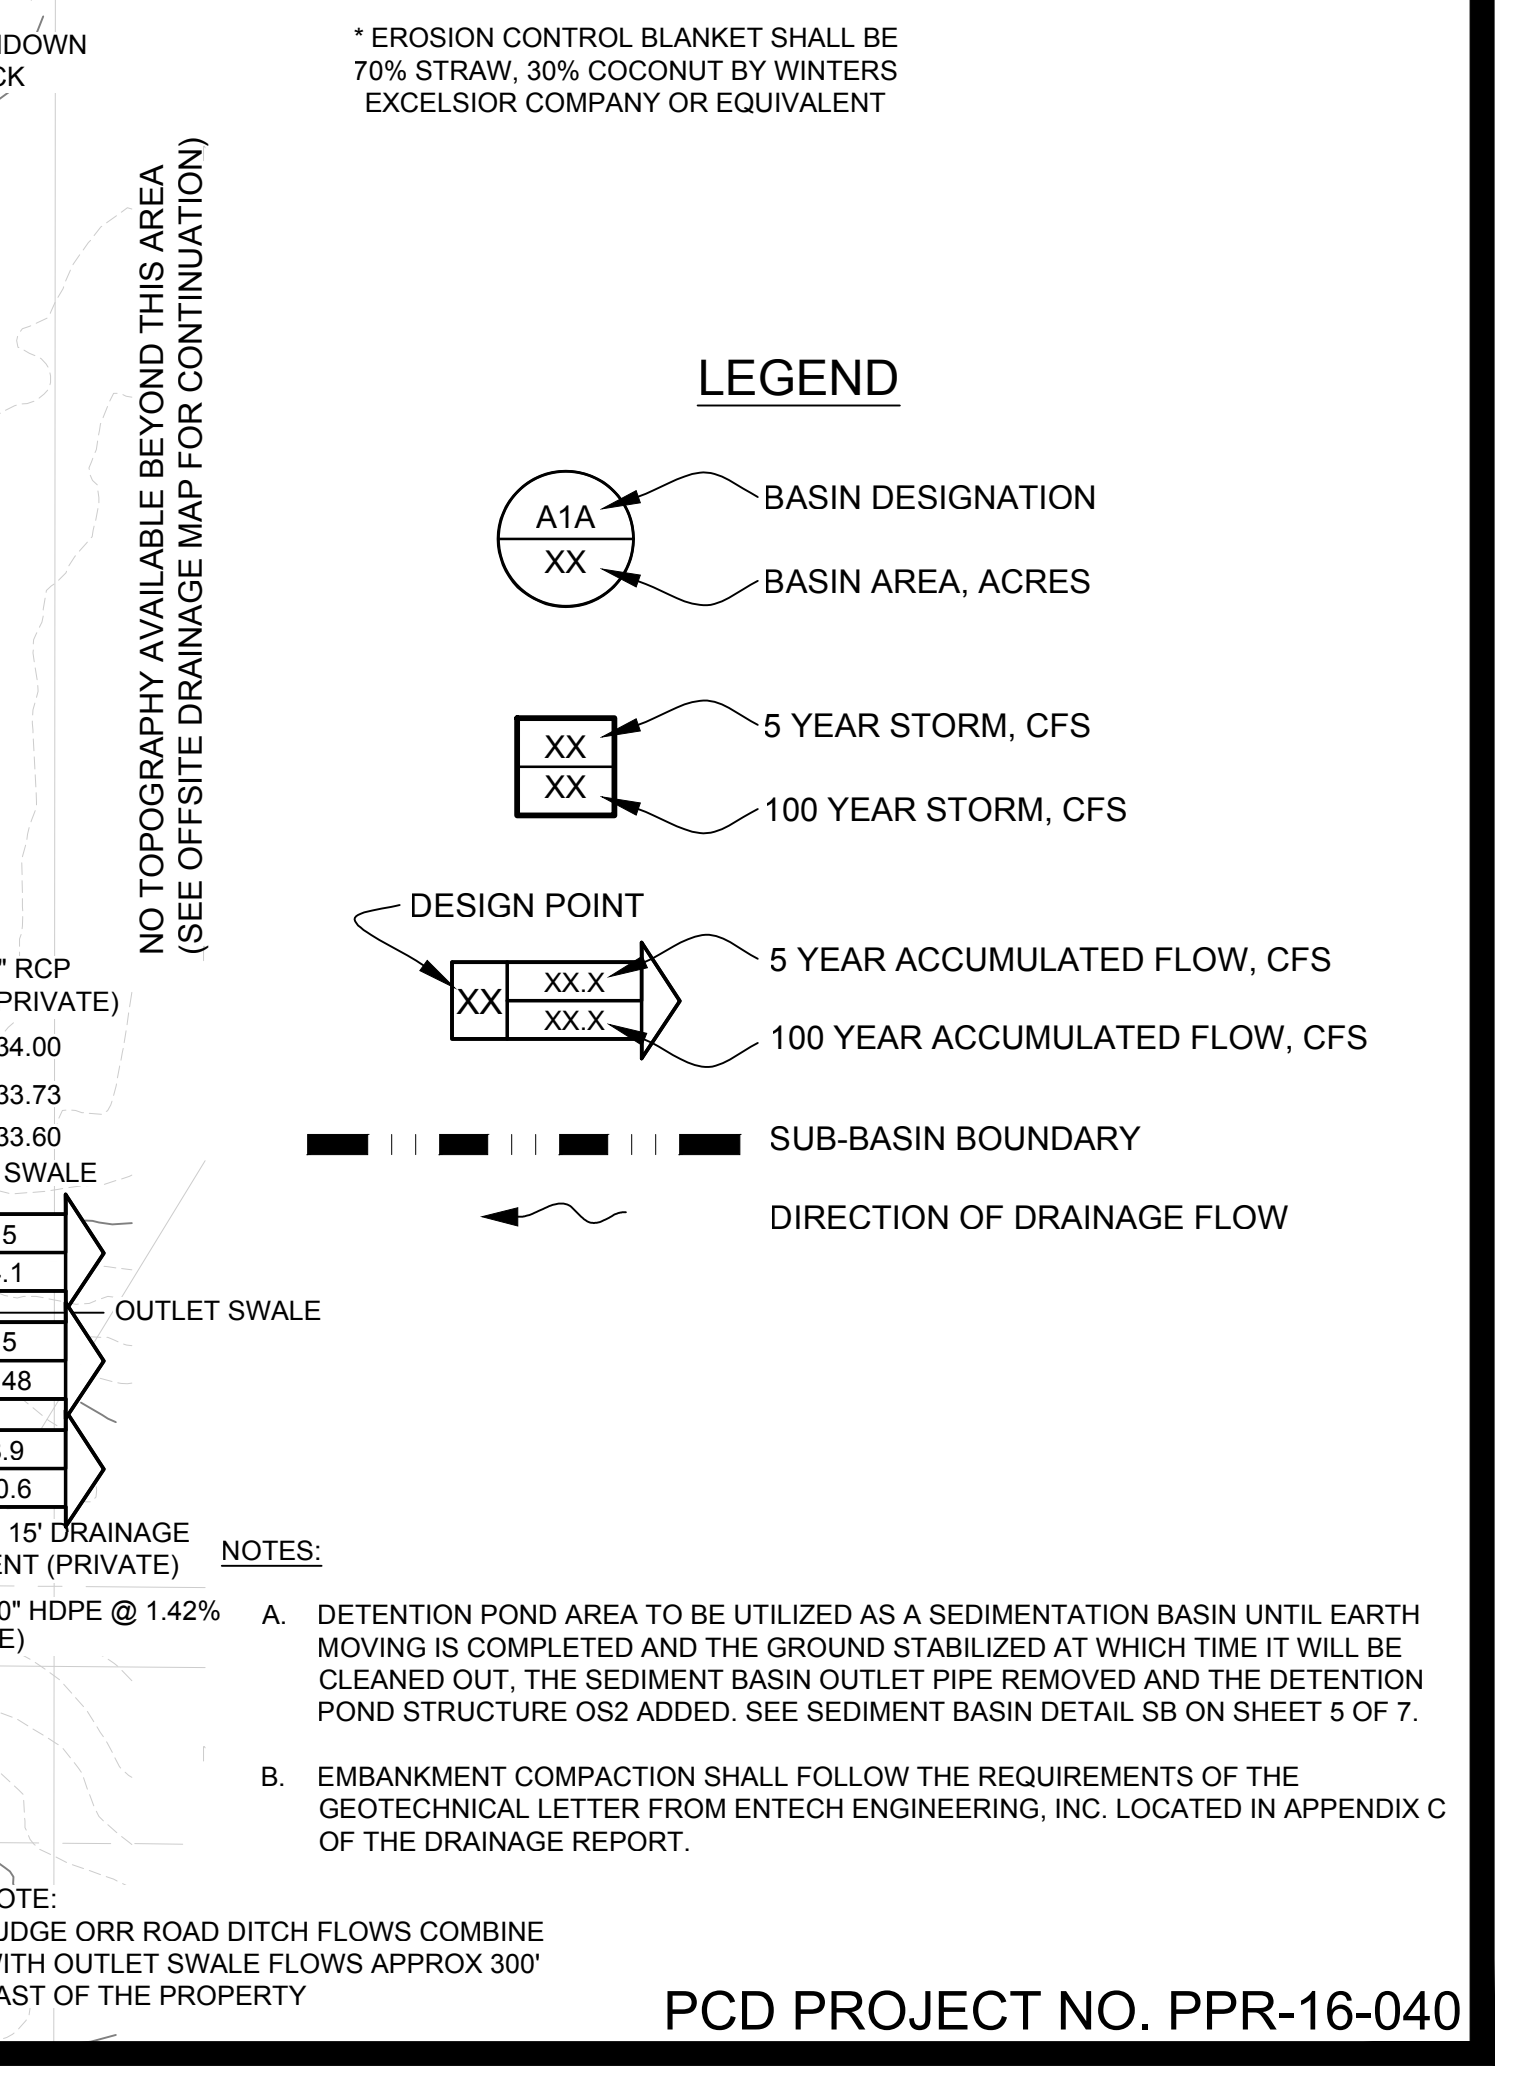 * EROSION CONTROL BLANKET SHALL BE
70% STRAW, 30% COCONUT BY WINTERS
EXCELSIOR COMPANY OR EQUIVALENT
NO TOPOGRAPHY AVAILABLE BEYOND THIS AREA
(SEE OFFSITE DRAINAGE MAP FOR CONTINUATION)
LEGEND
A1A
XX
BASIN DESIGNATION
BASIN AREA, ACRES
XX
XX
5 YEAR STORM, CFS
100 YEAR STORM, CFS
DESIGN POINT
XX
XX.X
XX.X
5 YEAR ACCUMULATED FLOW, CFS
100 YEAR ACCUMULATED FLOW, CFS
SUB-BASIN BOUNDARY
DIRECTION OF DRAINAGE FLOW
" RCP
PRIVATE)
34.00
33.73
33.60
SWALE
5
.1
OUTLET SWALE
5
48
.9
0.6
15' DRAINAGE
ENT (PRIVATE)
0" HDPE @ 1.42%
E)
NOTES:
A. DETENTION POND AREA TO BE UTILIZED AS A SEDIMENTATION BASIN UNTIL EARTH
MOVING IS COMPLETED AND THE GROUND STABILIZED AT WHICH TIME IT WILL BE
CLEANED OUT, THE SEDIMENT BASIN OUTLET PIPE REMOVED AND THE DETENTION
POND STRUCTURE OS2 ADDED. SEE SEDIMENT BASIN DETAIL SB ON SHEET 5 OF 7.
B. EMBANKMENT COMPACTION SHALL FOLLOW THE REQUIREMENTS OF THE
GEOTECHNICAL LETTER FROM ENTECH ENGINEERING, INC. LOCATED IN APPENDIX C
OF THE DRAINAGE REPORT.
OTE:
UDGE ORR ROAD DITCH FLOWS COMBINE
ITH OUTLET SWALE FLOWS APPROX 300'
AST OF THE PROPERTY
PCD PROJECT NO. PPR-16-040